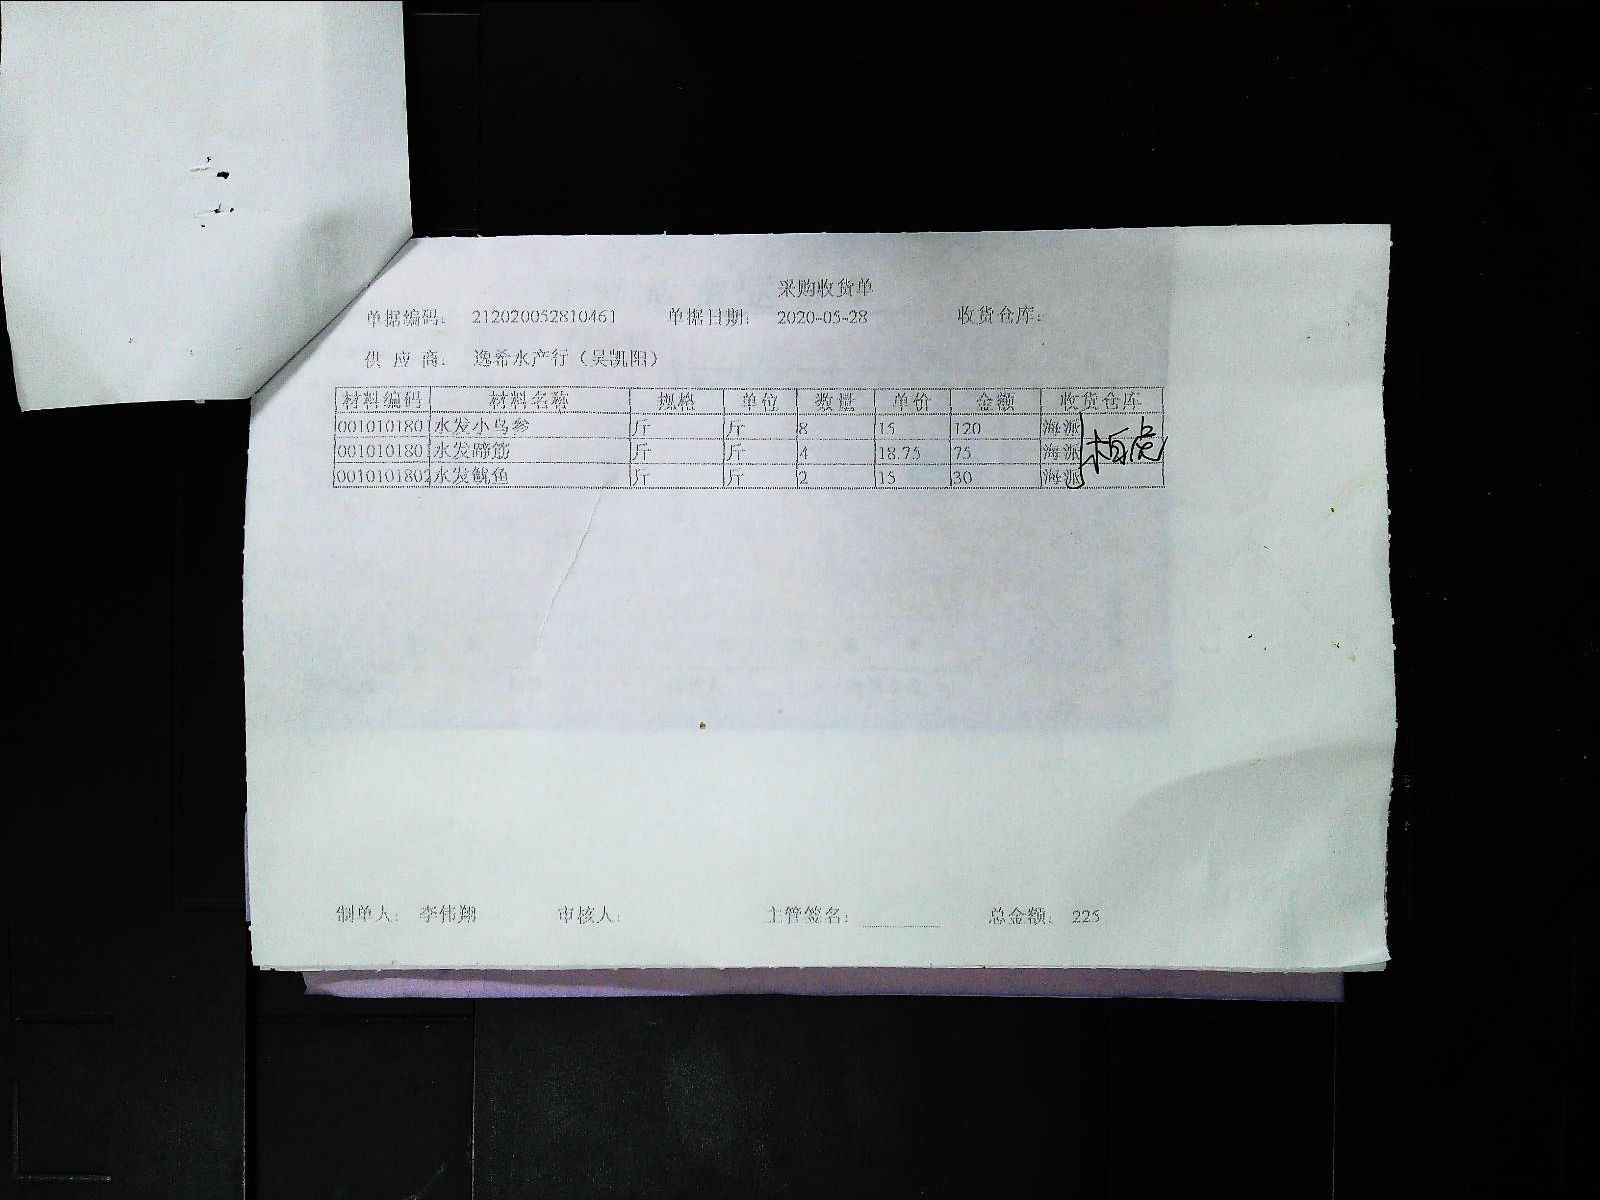 采购收货单
单据编码： 212020052810461 单据日期： 2020-05-28 收货仓库：
供 应 商： 逸希水产行（吴凯阳）
材料编码 材料名称 规格 单位 数量 单价 金额 收货仓库
001010180 水发小乌参 斤 斤 8 15 120 海派
001010180 水发蹄筋 斤 斤 4 18.75 75 海派
0010101802 水发鱿鱼 斤 斤 2 15 30 海派
制单人： 李伟翔 审核人： 主管签名： 总金额： 225